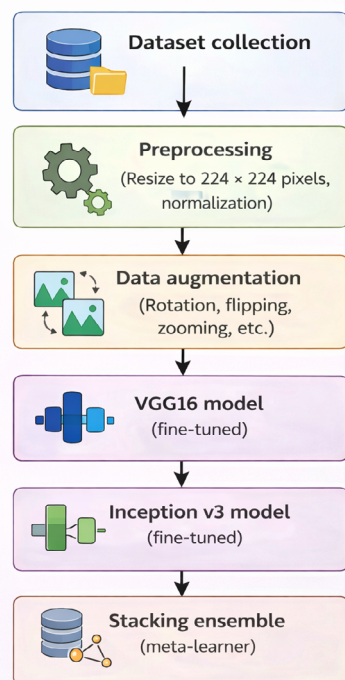 Dataset collection
Preprocessing
(Resize to 224 × 224 pixels,
normalization)
Data augmentation
(Rotation, flipping,
zooming, etc.)
VGG16 model
(fine-tuned)
Inception v3 model
(fine-tuned)
Stacking ensemble
(meta-learner)